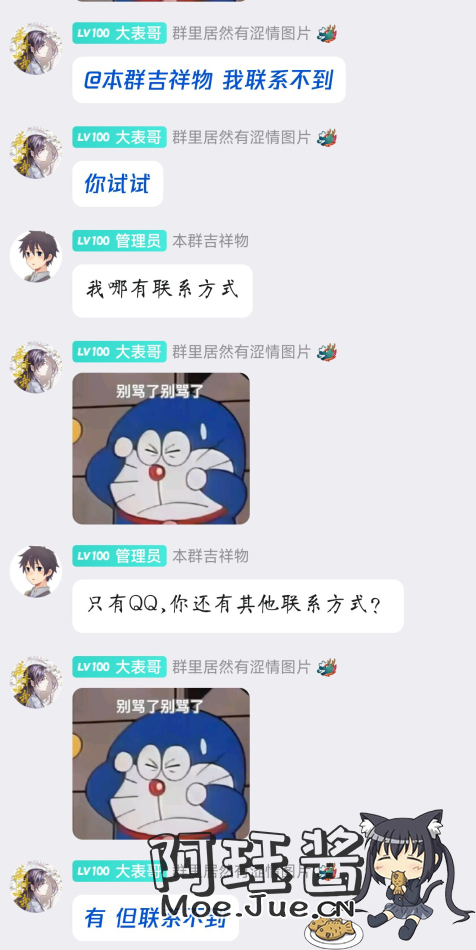 LV100 大表哥 群里居然有涩情图片
@本群吉祥物 我联系不到
LV100 大表哥 群里居然有涩情图片
你试试
LV100 管理员 本群吉祥物
我哪有联系方式
LV100 大表哥 群里居然有涩情图片
别骂了别骂了
LV100 管理员 本群吉祥物
只有QQ,你还有其他联系方式?
LV100 大表哥 群里居然有涩情图片
别骂了别骂了
LV100 大表哥 群里居然有涩情图片
有 但联系不到
阿珏酱
Moe.Jue.cn